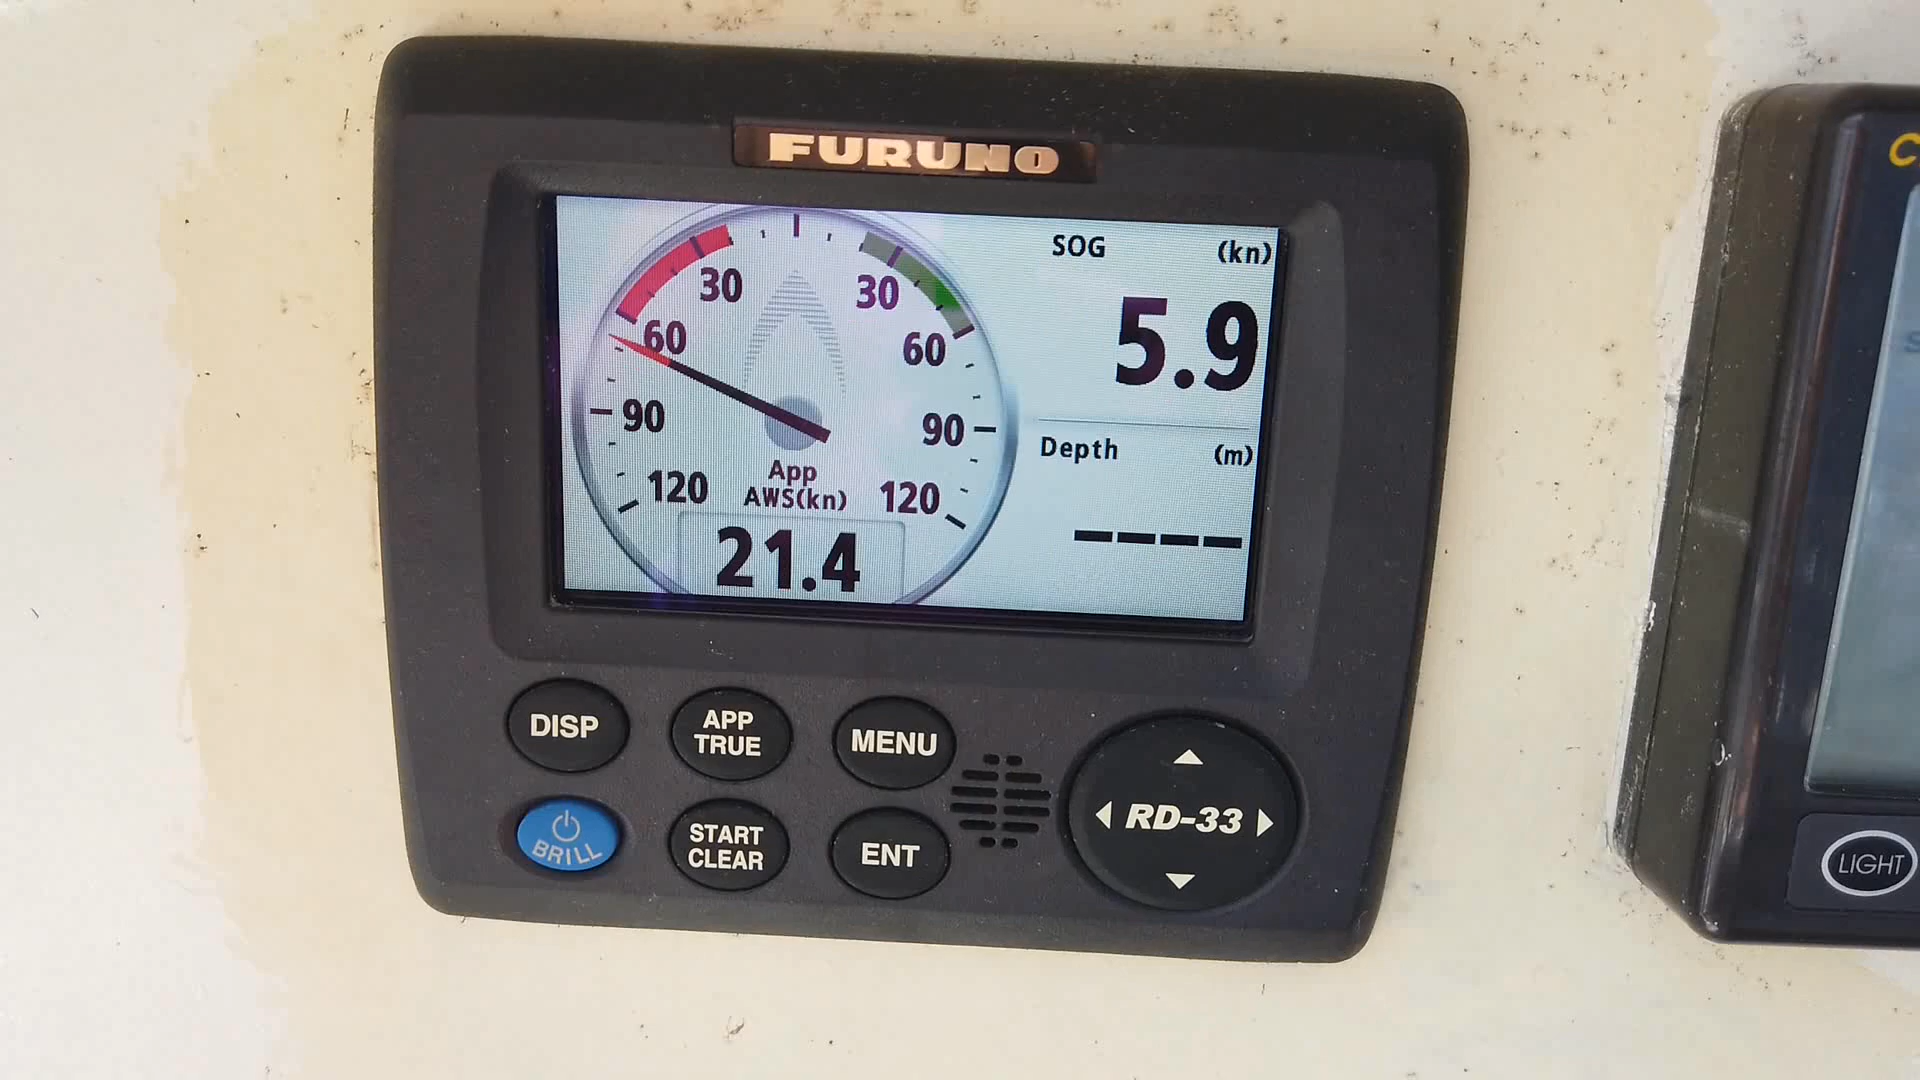 FURUNO
SOG (kn)
5.9
Depth (m)
----
30 30
60 60
90 90
120 120
App
AWS(kn)
21.4
DISP
APP
TRUE
MENU
BRILL
START
CLEAR
ENT
RD-33
C
LIGHT